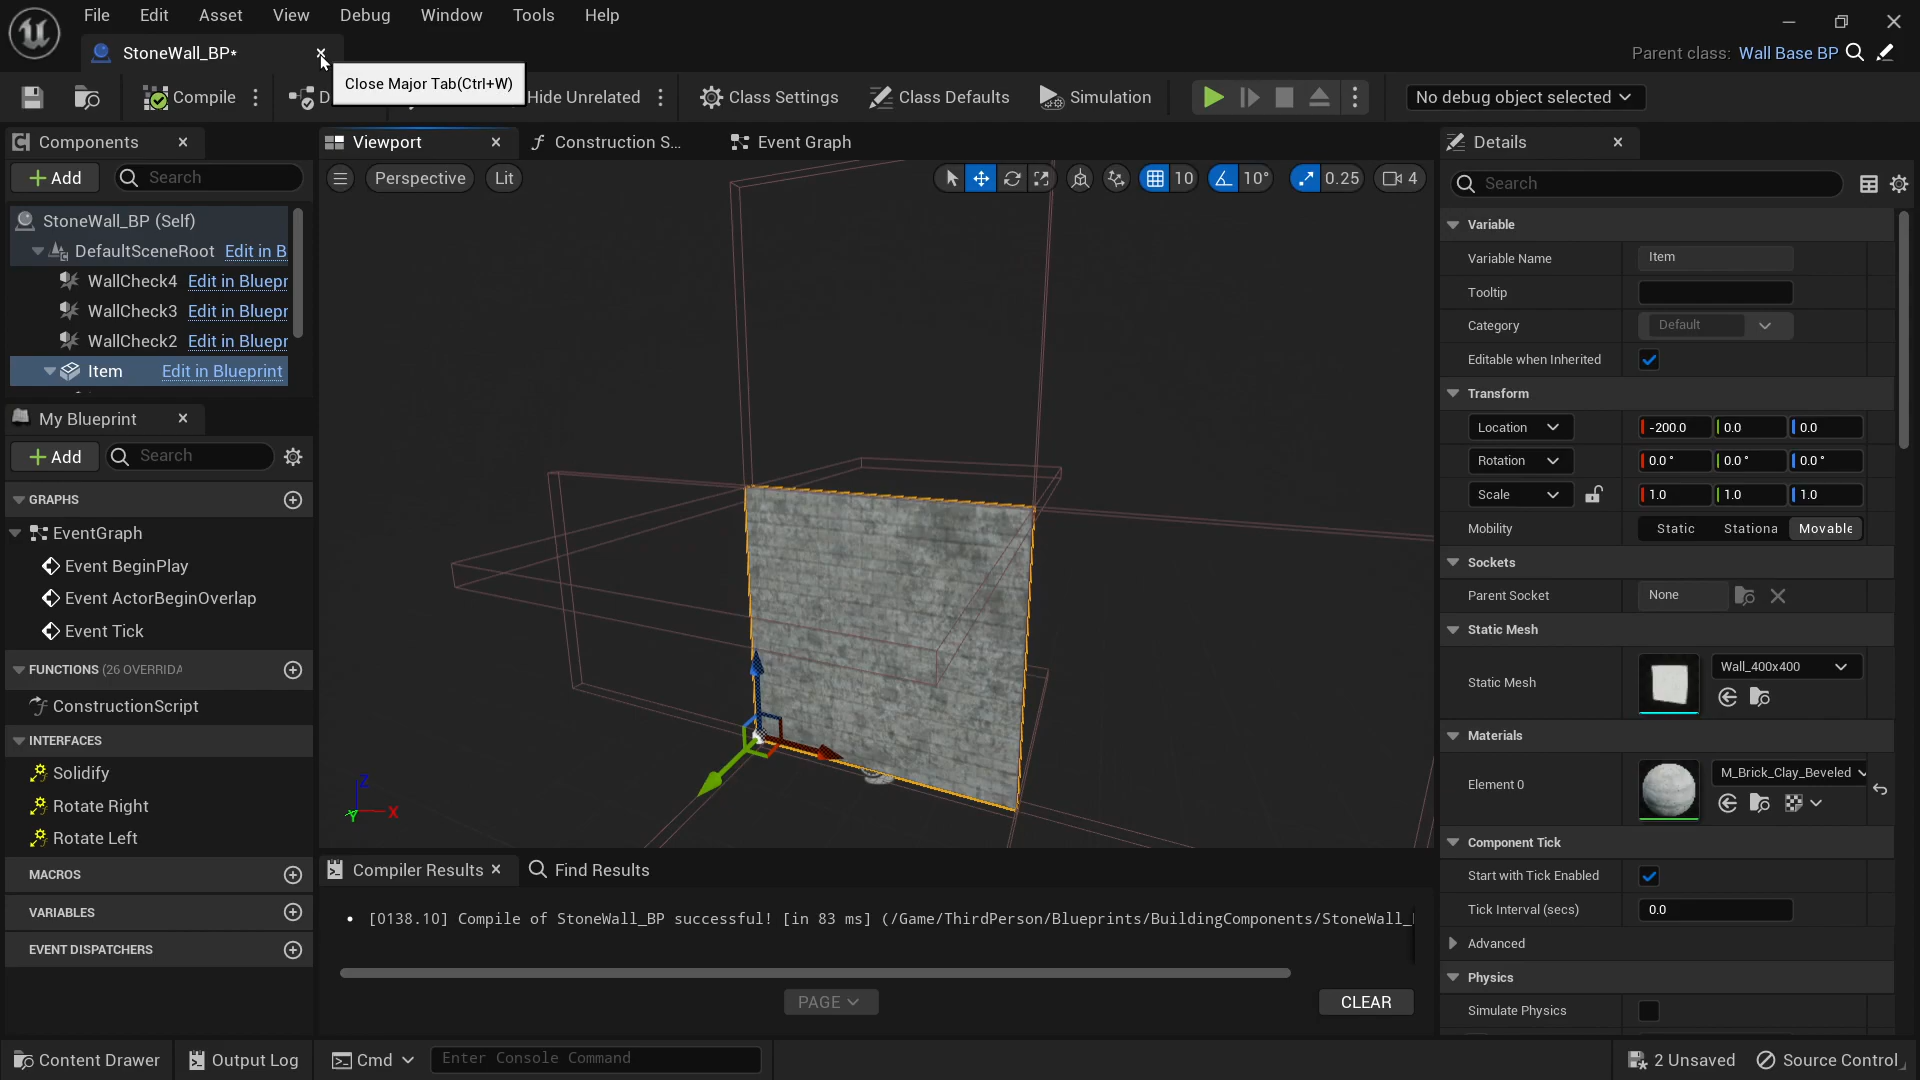 File Edit Asset View Debug Window Tools Help
StoneWall_BP*
Parent class: Wall Base BP
Close Major Tab(Ctrl+W)
Compile
Hide Unrelated
Class Settings
Class Defaults
Simulation
No debug object selected
Components
Viewport
Construction S...
Event Graph
Details
Add
Search
Perspective
Lit
10
10°
0.25
4
Search
StoneWall_BP (Self)
DefaultSceneRoot Edit in B
WallCheck4 Edit in Bluepr
WallCheck3 Edit in Bluepr
WallCheck2 Edit in Bluepr
Item Edit in Blueprint
My Blueprint
Add
Search
GRAPHS
EventGraph
Event BeginPlay
Event ActorBeginOverlap
Event Tick
FUNCTIONS (26 OVERRIDA
ConstructionScript
INTERFACES
Solidify
Rotate Right
Rotate Left
MACROS
VARIABLES
EVENT DISPATCHERS
Z
X
Y
Variable
Variable Name Item
Tooltip
Category Default
Editable when Inherited
Transform
Location -200.0 0.0 0.0
Rotation 0.0° 0.0° 0.0°
Scale 1.0 1.0 1.0
Mobility Static Stationa Movable
Sockets
Parent Socket None
Static Mesh
Static Mesh Wall_400x400
Materials
Element 0 M_Brick_Clay_Beveled
Component Tick
Start with Tick Enabled
Tick Interval (secs) 0.0
Advanced
Physics
Simulate Physics
Compiler Results
Find Results
[0138.10] Compile of StoneWall_BP successful! [in 83 ms] (/Game/ThirdPerson/Blueprints/BuildingComponents/StoneWall_
PAGE
CLEAR
Content Drawer
Output Log
Cmd
Enter Console Command
2 Unsaved
Source Control